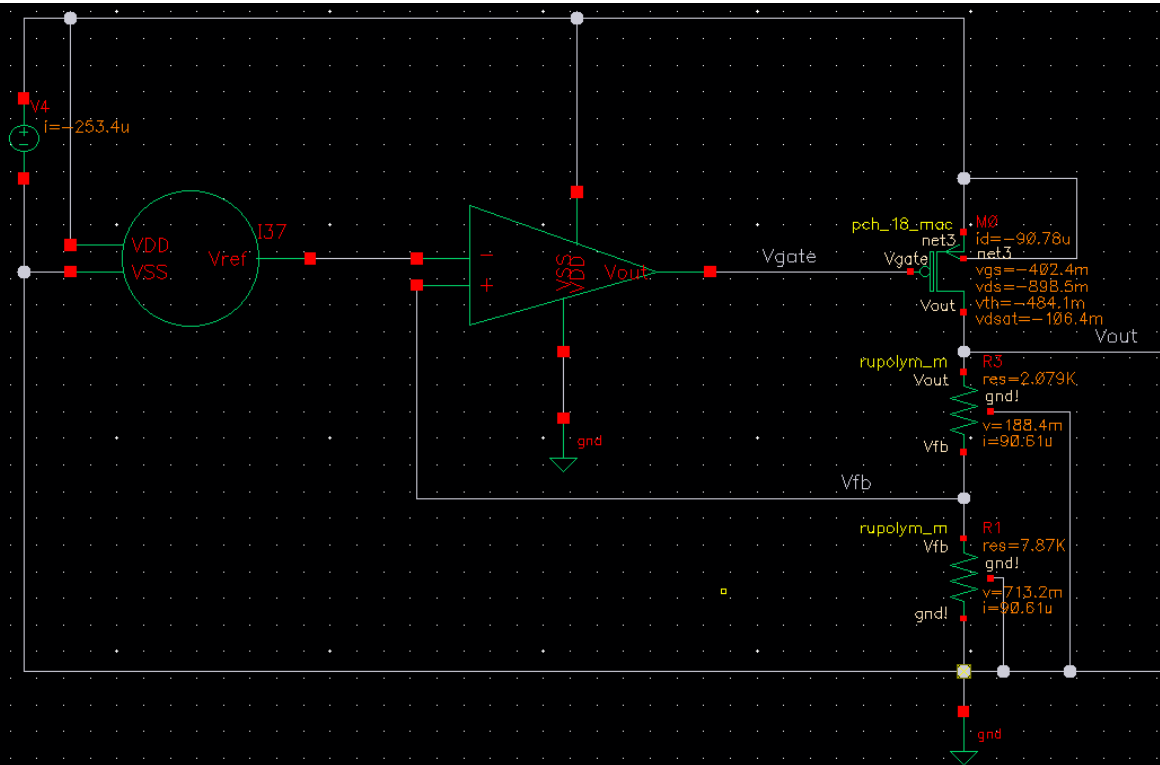 V4
i=-253.4u
I37
VDD
VSS
Vref
-
+
VSS
VDD
Vout
Vgate
pch_18_mac
M0
net3
id=-90.78u
net3
Vgate
vgs=-402.4m
vds=-898.5m
Vout
vth=-484.1m
vdsat=-106.4m
Vout
rupolym_m
R3
Vout
res=2.079K
gnd!
v=188.4m
i=90.61u
Vfb
gnd
Vfb
rupolym_m
R1
Vfb
res=7.87K
gnd!
v=713.2m
i=90.61u
gnd!
gnd